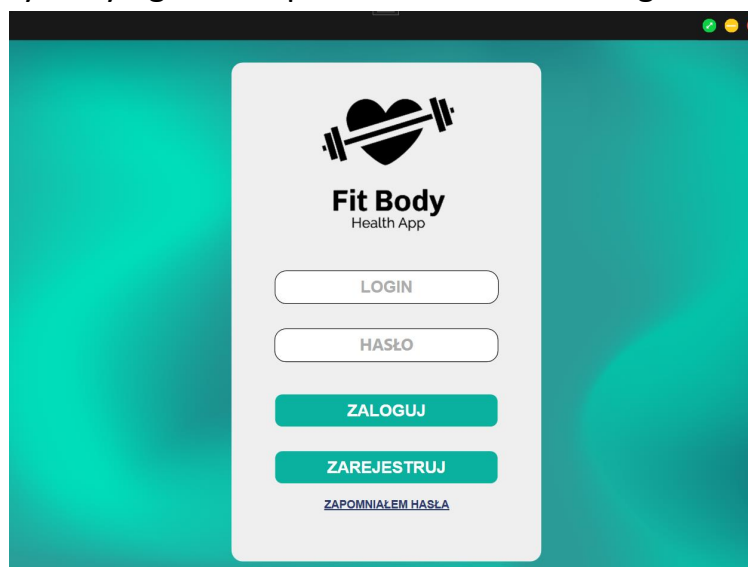 Fit Body
Health App
LOGIN
HASŁO
ZALOGUJ
ZAREJESTRUJ
ZAPOMNIAŁEM HASŁA